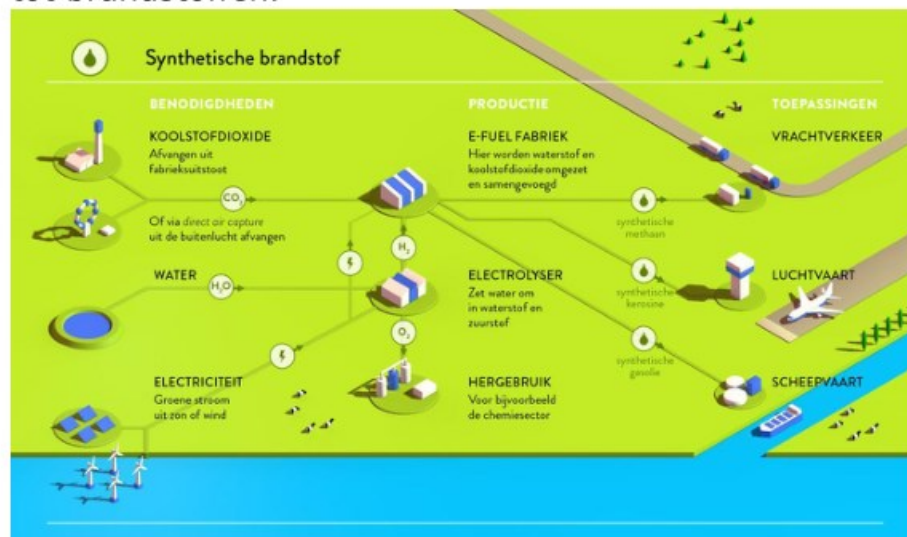 Synthetische brandstof
BENODIGDHEDEN
KOOLSTOFDIOXIDE
Afvangen uit
fabrieksuitstoot
CO₂
Of via direct air capture
uit de buitenlucht afvangen
WATER
H₂O
ELECTRICITEIT
Groene stroom
uit zon of wind
PRODUCTIE
E-FUEL FABRIEK
Hier worden waterstof en
koolstofdioxide omgezet
en samengevoegd
H₂
ELECTROLYSER
Zet water om
in waterstof en
zuurstof
O₂
HERGEBRUIK
Voor bijvoorbeeld
de chemiesector
TOEPASSINGEN
VRACHTVERKEER
synthetische
methaan
LUCHTVAART
synthetische
kerosine
SCHEEPVAART
synthetische
gasolie